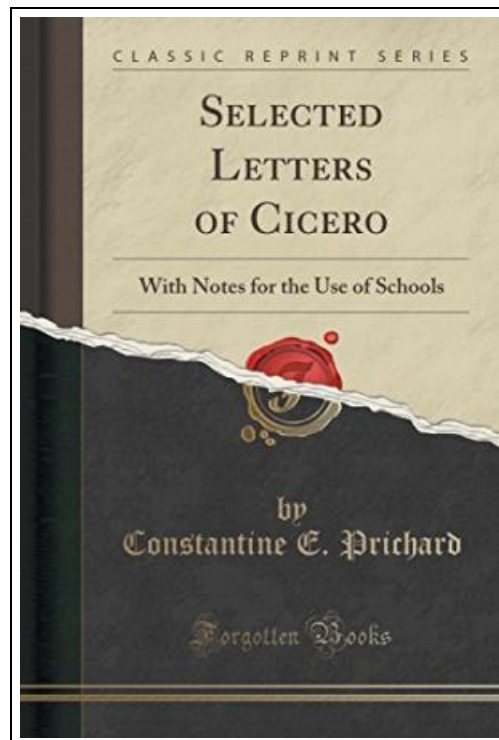 CLASSIC REPRINT SERIES
SELECTED
LETTERS
OF CICERO
With Notes for the Use of Schools
by
Constantine E. Prichard
Forgotten Books